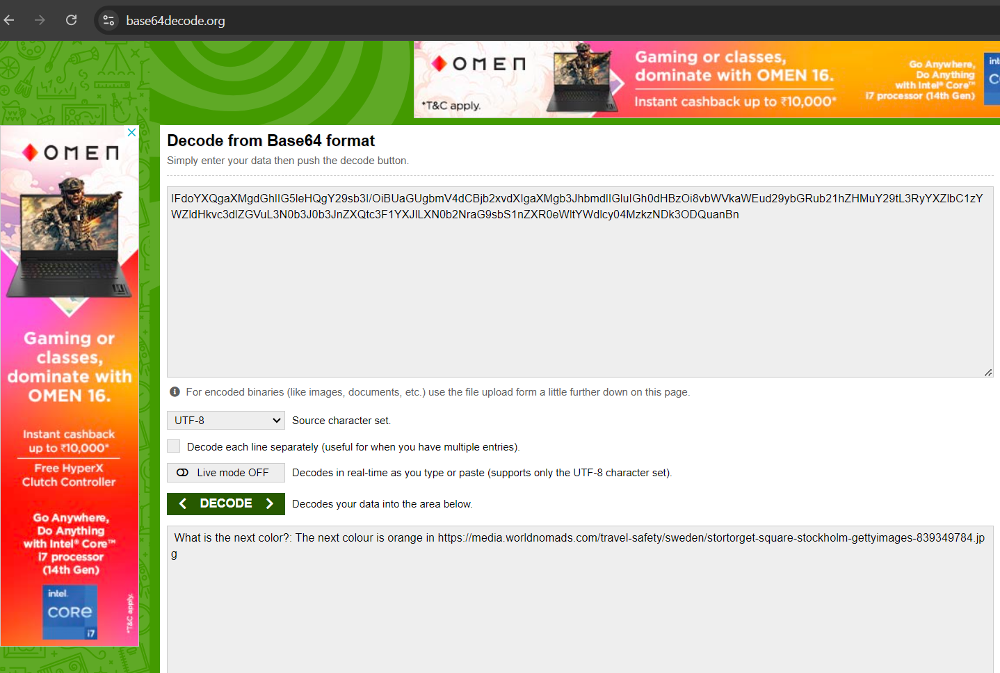 base64decode.org
OMEN
*T&C apply.
Gaming or classes,
dominate with OMEN 16.
Instant cashback up to ₹10,000*
Go Anywhere,
Do Anything
with Intel® Core™
i7 processor (14th Gen)
OMEN
Gaming or
classes,
dominate with
OMEN 16.
Instant cashback
up to ₹10,000*
Free HyperX
Clutch Controller
Go Anywhere,
Do Anything
with Intel® Core™
i7 processor
(14th Gen)
intel.
CORE
i7
*T&C apply.
Decode from Base64 format
Simply enter your data then push the decode button.
IFdoYXQgaXMgdGhlIG5leHQgY29sb3I/OiBUaGUgbmV4dCBjb2xvdXIgaXMgb3JhbmdlIGluIGh0dHBzOi8vbWVkaWEud29ybGRub21hZHMuY29tL3RyYXZlbC1zY
WZldHkvc3dlZGVuL3N0b3J0b3JnZXQtc3F1YXJlLXN0b2NraG9sbS1nZXR0eWltYWdlcy04MzkzNDk3ODQuanBn
For encoded binaries (like images, documents, etc.) use the file upload form a little further down on this page.
UTF-8 Source character set.
Decode each line separately (useful for when you have multiple entries).
Live mode OFF Decodes in real-time as you type or paste (supports only the UTF-8 character set).
DECODE Decodes your data into the area below.
What is the next color?: The next colour is orange in https://media.worldnomads.com/travel-safety/sweden/stortorget-square-stockholm-gettyimages-839349784.jp
g